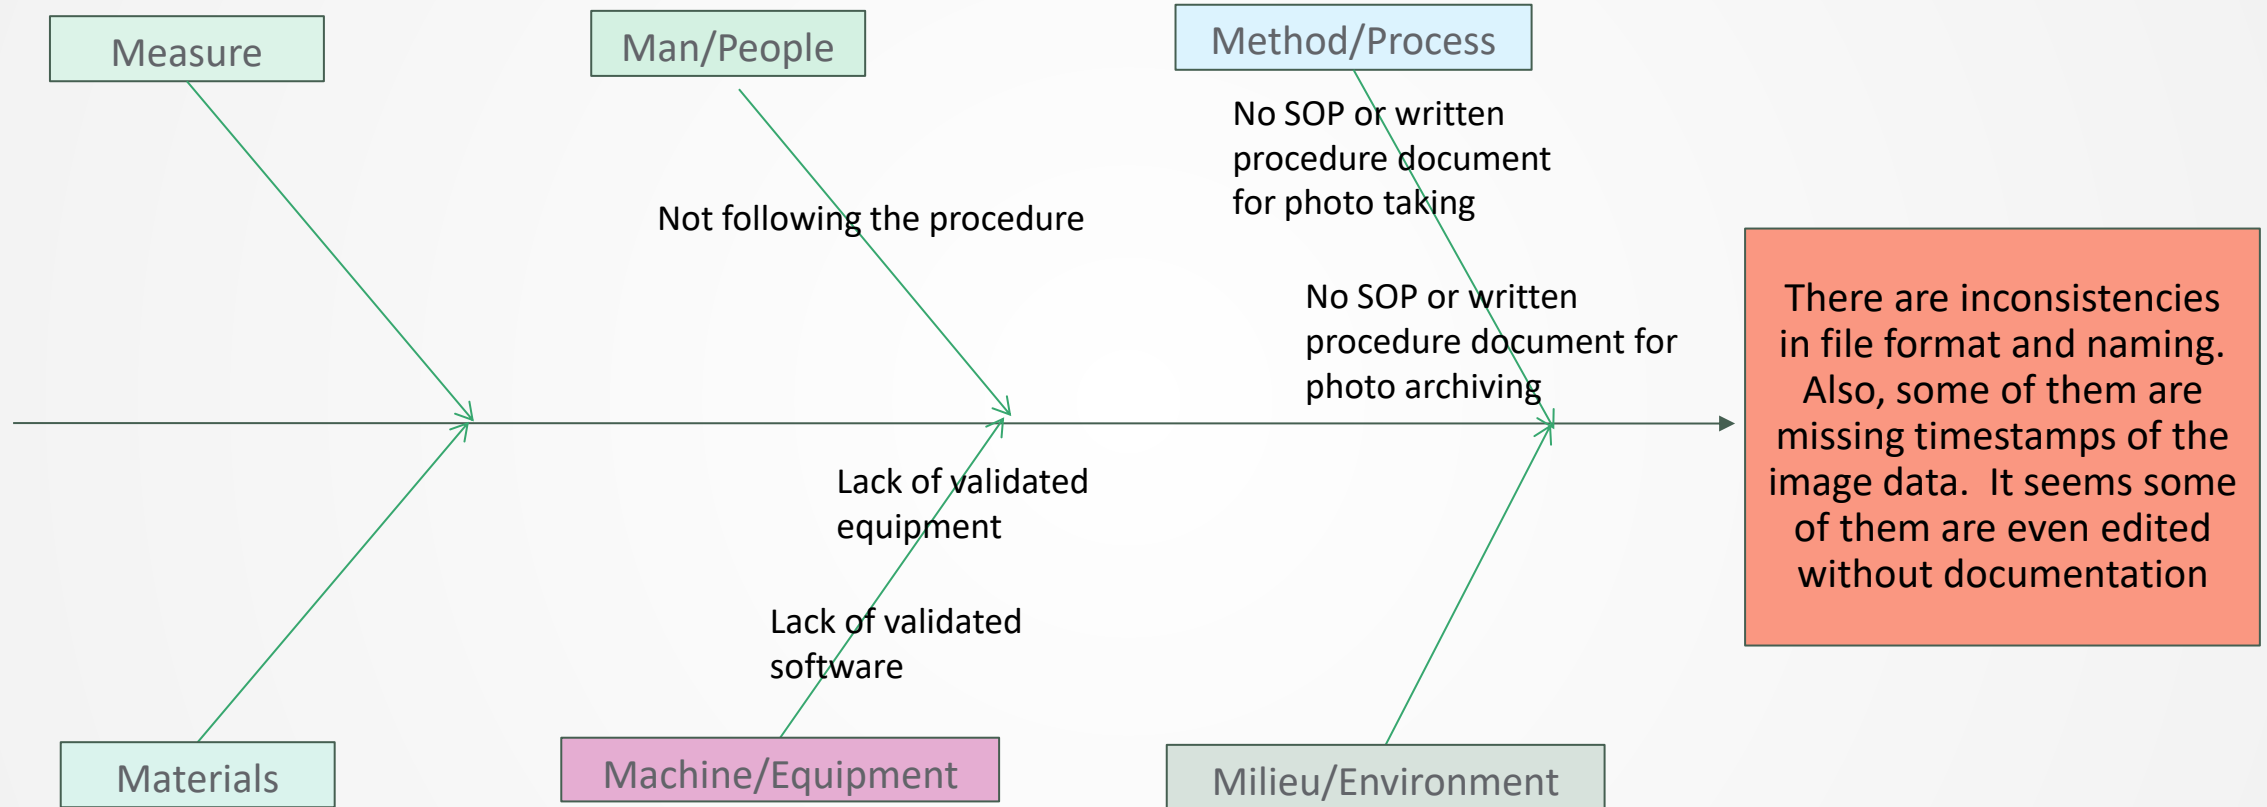 Measure
Man/People
Method/Process
No SOP or written
procedure document
for photo taking
Not following the procedure
No SOP or written
procedure document for
photo archiving
There are inconsistencies
in file format and naming.
Also, some of them are
missing timestamps of the
image data.  It seems some
of them are even edited
without documentation
Lack of validated
equipment
Lack of validated
software
Materials
Machine/Equipment
Milieu/Environment